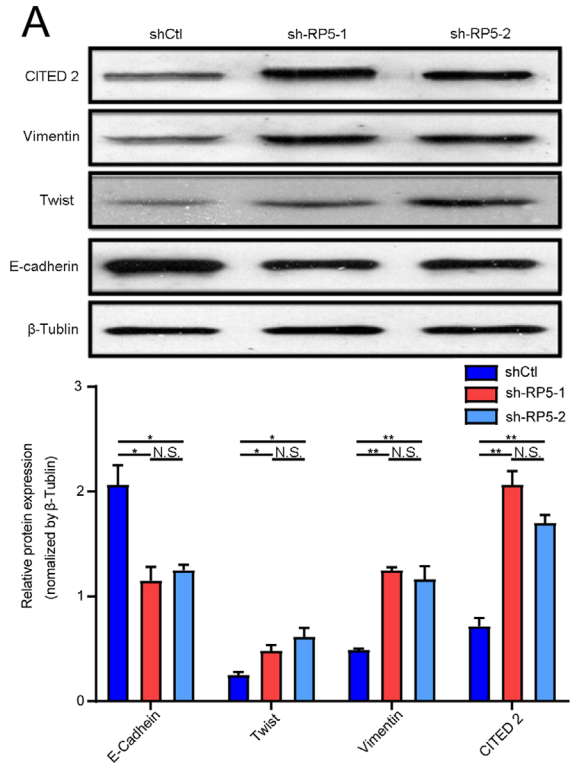 A
shCtl
sh-RP5-1
sh-RP5-2
CITED 2
Vimentin
Twist
E-cadherin
β-Tublin
shCtl
sh-RP5-1
sh-RP5-2
Relative protein expression
(nomalized by β-Tublin)
3
2
1
0
*
* N.S.
*
* N.S.
**
** N.S.
**
** N.S.
E-Cadhein
Twist
Vimentin
CITED 2